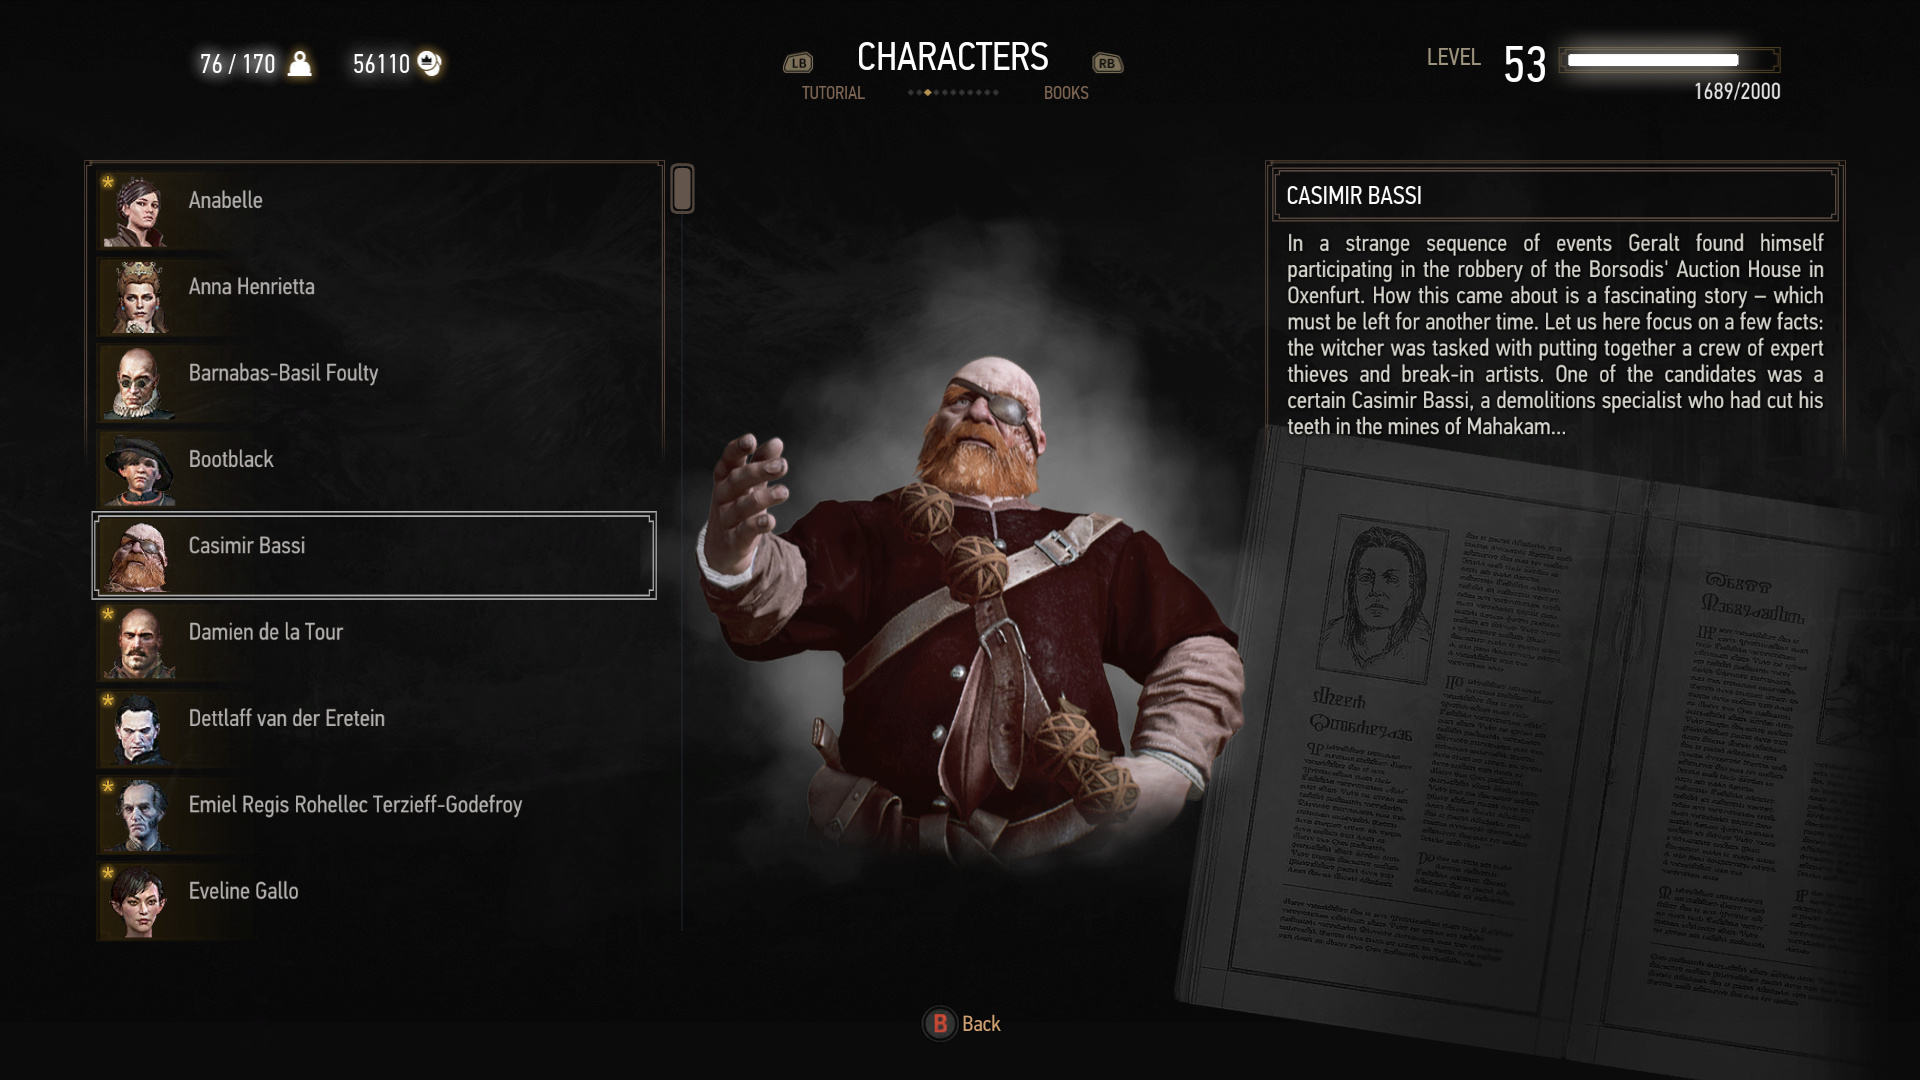 76 / 170
56110
LB
CHARACTERS
RB
TUTORIAL
BOOKS
LEVEL 53
1689/2000
Anabelle
Anna Henrietta
Barnabas-Basil Foulty
Bootblack
Casimir Bassi
Damien de la Tour
Dettlaff van der Eretein
Emiel Regis Rohellec Terzieff-Godefroy
Eveline Gallo
CASIMIR BASSI
In a strange sequence of events Geralt found himself
participating in the robbery of the Borsodis' Auction House in
Oxenfurt. How this came about is a fascinating story – which
must be left for another time. Let us here focus on a few facts:
the witcher was tasked with putting together a crew of expert
thieves and break-in artists. One of the candidates was a
certain Casimir Bassi, a demolitions specialist who had cut his
teeth in the mines of Mahakam...
B Back